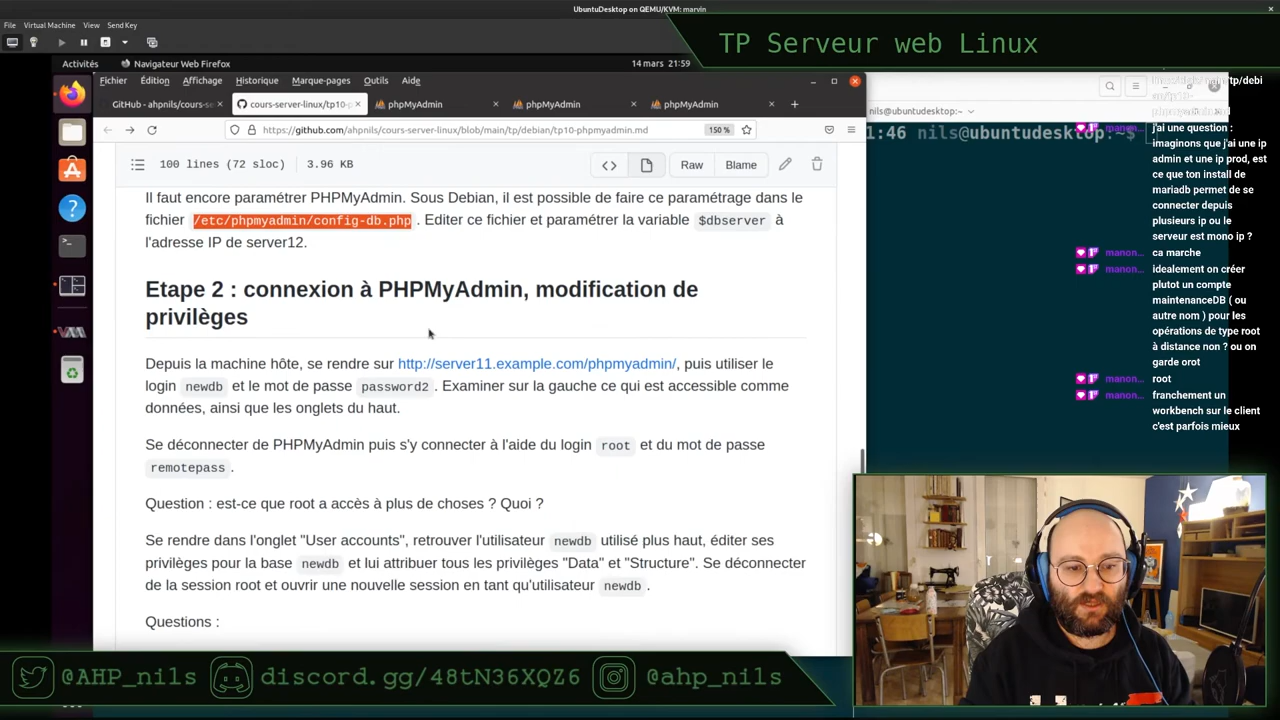 UbuntuDesktop on QEMU/KVM: marvin
File Virtual Machine View Send Key
TP Serveur web Linux
Activités
Navigateur Web Firefox
14 mars 21:59
Fichier Édition Affichage Historique Marque-pages Outils Aide
GitHub - ahpnils/cours-se
cours-server-linux/tp10-p
phpMyAdmin
phpMyAdmin
phpMyAdmin
https://github.com/ahpnils/cours-server-linux/blob/main/tp/debian/tp10-phpmyadmin.md
150 %
100 lines (72 sloc) 3.96 KB
Raw
Blame
Il faut encore paramétrer PHPMyAdmin. Sous Debian, il est possible de faire ce paramétrage dans le
fichier /etc/phpmyadmin/config-db.php . Editer ce fichier et paramétrer la variable $dbserver à
l'adresse IP de server12.
Etape 2 : connexion à PHPMyAdmin, modification de
privilèges
Depuis la machine hôte, se rendre sur http://server11.example.com/phpmyadmin/, puis utiliser le
login newdb et le mot de passe password2 . Examiner sur la gauche ce qui est accessible comme
données, ainsi que les onglets du haut.
Se déconnecter de PHPMyAdmin puis s'y connecter à l'aide du login root et du mot de passe
remotepass .
Question : est-ce que root a accès à plus de choses ? Quoi ?
Se rendre dans l'onglet "User accounts", retrouver l'utilisateur newdb utilisé plus haut, éditer ses
privilèges pour la base newdb et lui attribuer tous les privilèges "Data" et "Structure". Se déconnecter
de la session root et ouvrir une nouvelle session en tant qu'utilisateur newdb .
Questions :
nils@ubuntudesktop: ~
1:46 nils@ubuntudesktop:~$
manon...
j'ai une question :
imaginons que j'ai une ip
admin et une ip prod, est
ce que ton install de
mariadb permet de se
connecter depuis
plusieurs ip ou le
serveur est mono ip ?
manon... ca marche
manon...
idealement on créer
plutot un compte
maintenanceDB ( ou
autre nom ) pour les
opérations de type root
à distance non ? ou on
garde orot
manon... root
manon...
franchement un
workbench sur le client
c'est parfois mieux
@AHP_nils
discord.gg/48tN36XQZ6
@ahp_nils